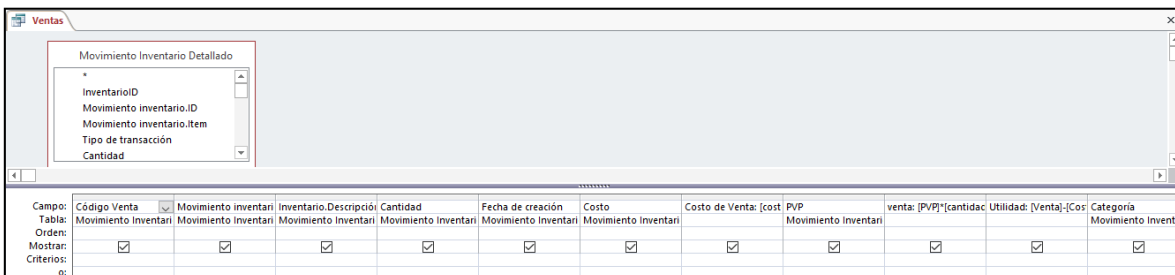 Ventas
Movimiento Inventario Detallado
*
InventarioID
Movimiento inventario.ID
Movimiento inventario.Item
Tipo de transacción
Cantidad
Campo: Código Venta Movimiento inventari Inventario.Descripció Cantidad Fecha de creación Costo Costo de Venta: [cost PVP venta: [PVP]*[cantidac Utilidad: [Venta]-[Cos Categoría
Tabla: Movimiento Inventari Movimiento Inventari Movimiento Inventari Movimiento Inventari Movimiento Inventari Movimiento Inventari Movimiento Inventari Movimiento Invent
Orden:
Mostrar:
Criterios:
o: